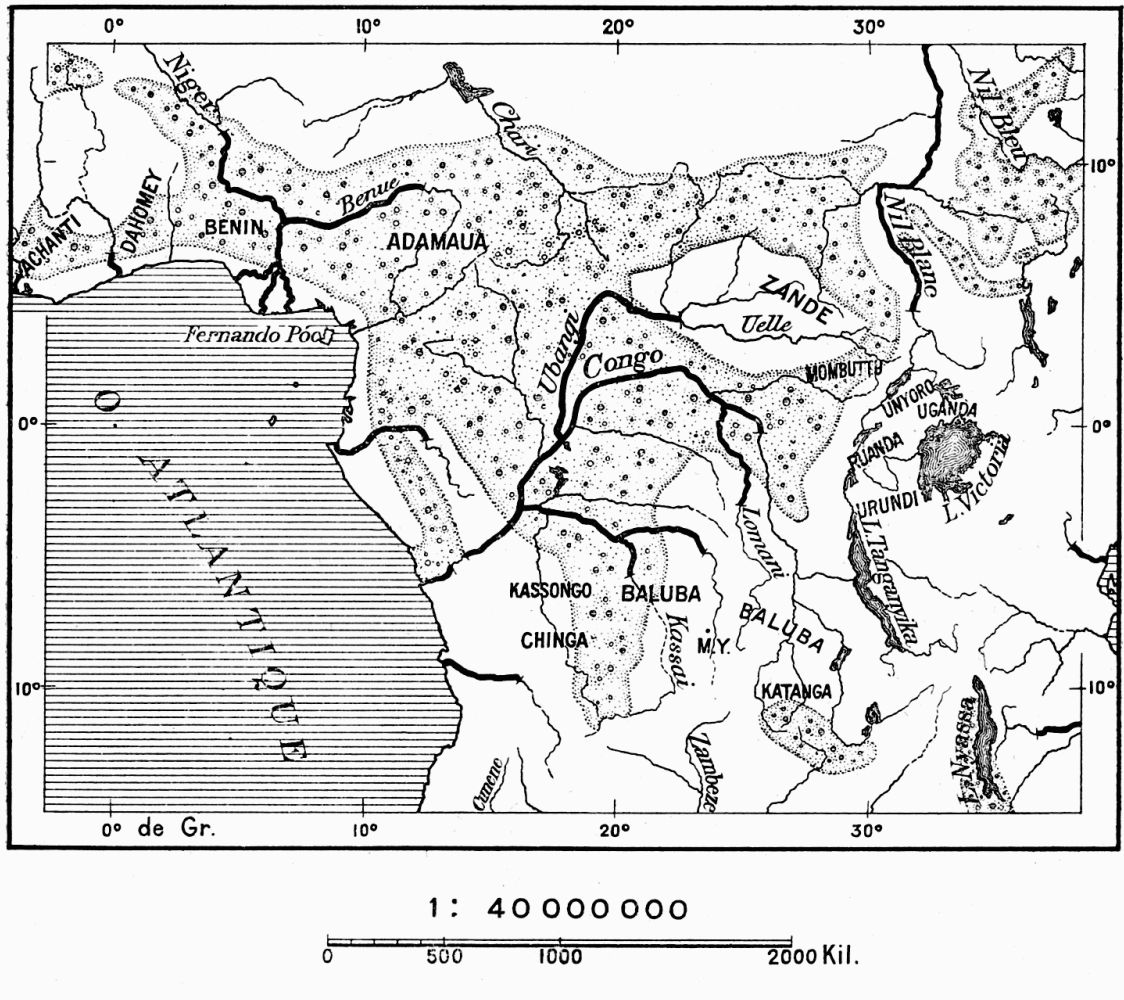 0° 10° 20° 30°
Niger
Chari
Nil Bleu
10°
Benue
DAHOMEY
ACHANTI
BENIN
ADAMAUA
Nil Blanc
ZANDE
Uelle
Fernando Póo
Ubangi
Congo
MOMBUTTU
UNYORO
UGANDA
0° 0°
RUANDA
L. Victoria
URUNDI
O ATLANTIQUE
Lomani
L. Tanganyika
KASSONGO
BALUBA
BALUBA
CHINGA
Kassai
M.Y.
10° 10°
KATANGA
L. Nyassa
Cunene
Zambeze
0° de Gr. 10° 20° 30°
1: 40 000 000
0 500 1000 2000 Kil.